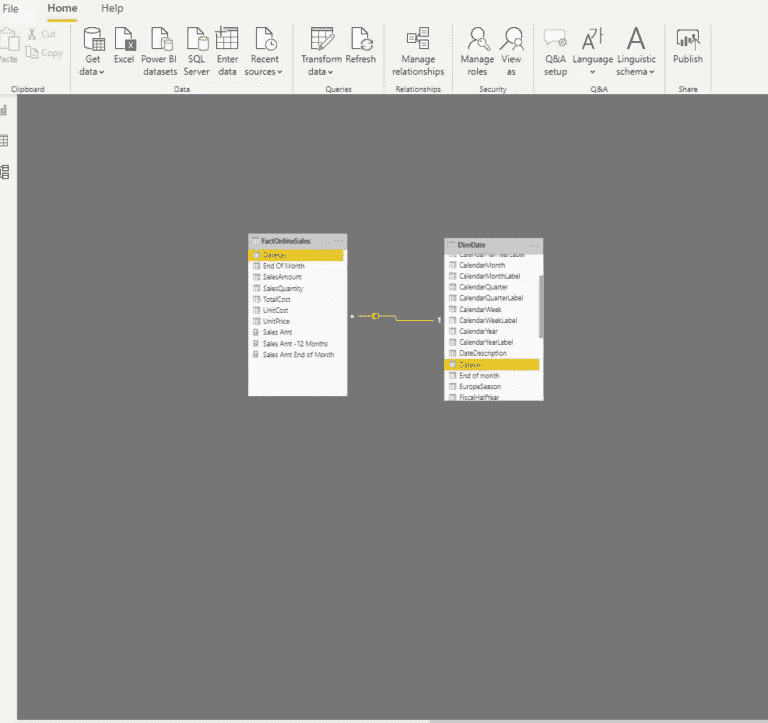 File Home Help
Cut
Copy
Get data
Excel
Power BI datasets
SQL Server
Enter data
Recent sources
Transform data
Refresh
Manage relationships
Manage roles
View as
Q&A setup
Language
Linguistic schema
Publish
Clipboard Data Queries Relationships Security Q&A Share
FactOnlineSales
End Of Month
SalesAmount
SalesQuantity
TotalCost
UnitCost
UnitPrice
Sales Amt
Sales Amt -12 Months
Sales Amt End of Month
1
DimDate
CalendarHalfYearLabel
CalendarMonth
CalendarMonthLabel
CalendarQuarter
CalendarQuarterLabel
CalendarWeek
CalendarWeekLabel
CalendarYear
CalendarYearLabel
DateDescription
End of month
EuropeSeason
FiscalHalfYear